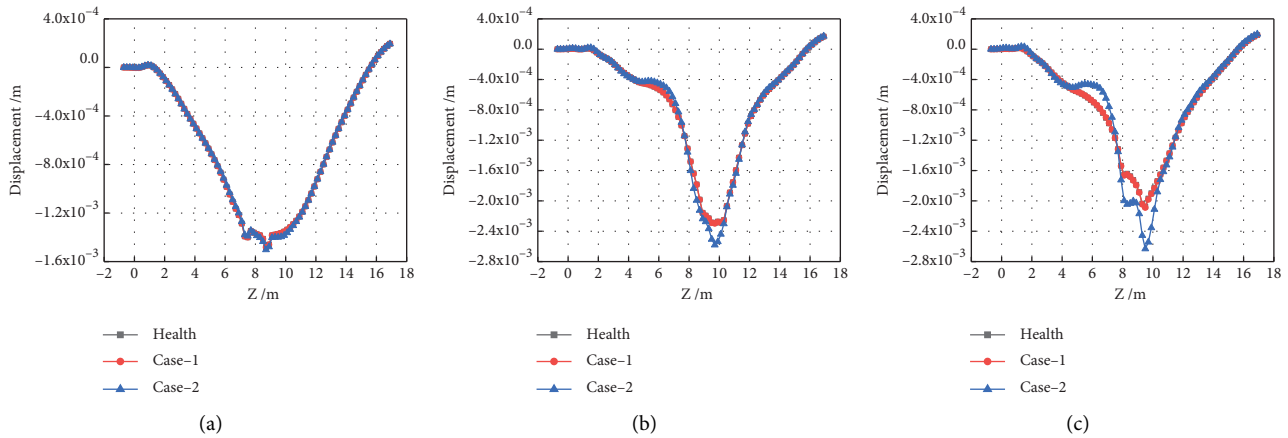 4.0x10⁻⁴
0.0
−4.0x10⁻⁴
−8.0x10⁻⁴
−1.2x10⁻³
−1.6x10⁻³
Displacement /m
−2 0 2 4 6 8 10 12 14 16 18
Z /m
Health
Case−1
Case−2
(a)
4.0x10⁻⁴
0.0
−4.0x10⁻⁴
−8.0x10⁻⁴
−1.2x10⁻³
−1.6x10⁻³
−2.0x10⁻³
−2.4x10⁻³
−2.8x10⁻³
Displacement /m
−2 0 2 4 6 8 10 12 14 16 18
Z /m
Health
Case−1
Case−2
(b)
4.0x10⁻⁴
0.0
−4.0x10⁻⁴
−8.0x10⁻⁴
−1.2x10⁻³
−1.6x10⁻³
−2.0x10⁻³
−2.4x10⁻³
−2.8x10⁻³
Displacement /m
−2 0 2 4 6 8 10 12 14 16 18
Z /m
Health
Case−1
Case−2
(c)